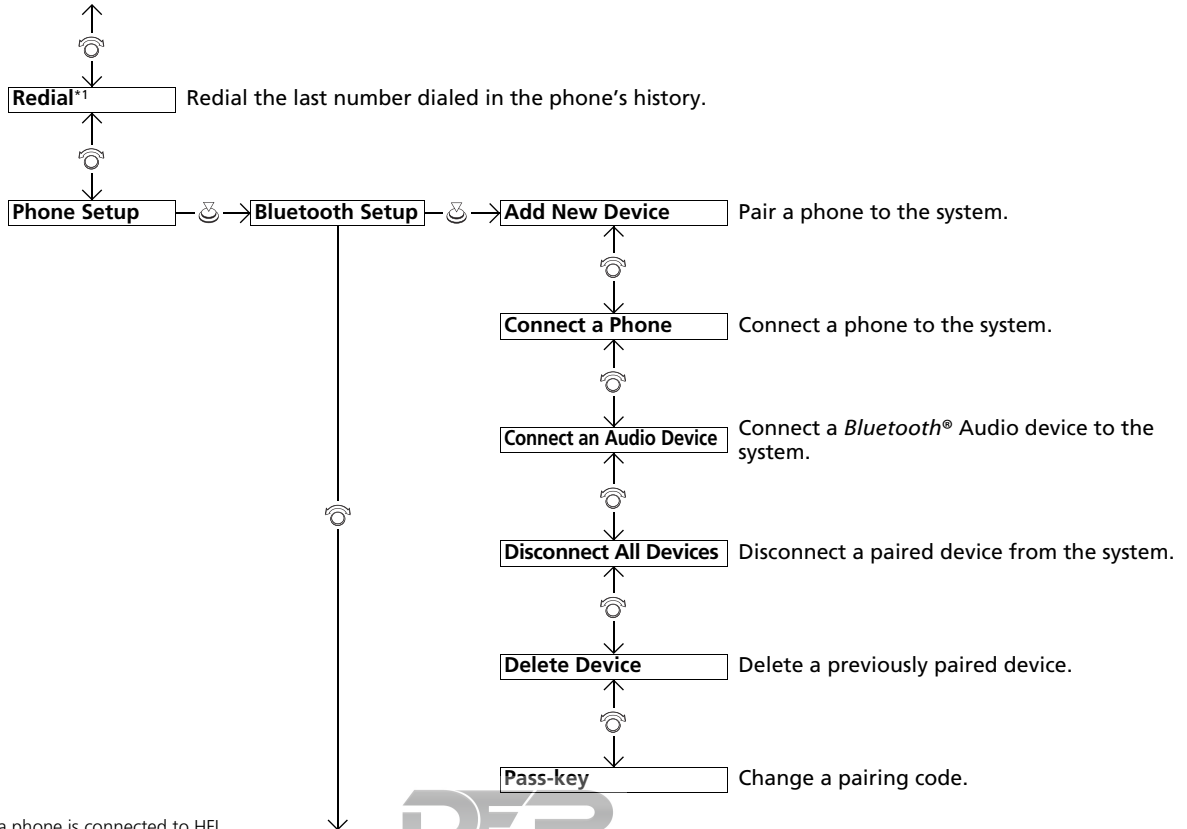 Redial*1 Redial the last number dialed in the phone's history.
Phone Setup Bluetooth Setup Add New Device Pair a phone to the system.
Connect a Phone Connect a phone to the system.
Connect an Audio Device Connect a Bluetooth® Audio device to the
system.
Disconnect All Devices Disconnect a paired device from the system.
Delete Device Delete a previously paired device.
Pass-key Change a pairing code.
a phone is connected to HFL